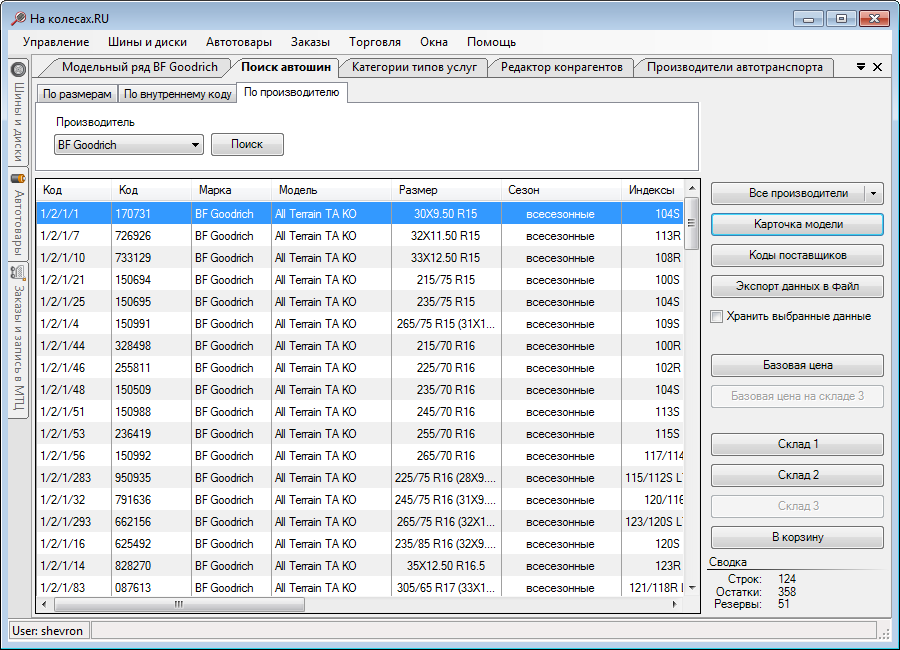 На колесах.RU
Управление Шины и диски Автотовары Заказы Торговля Окна Помощь
Модельный ряд BF Goodrich Поиск автошин Категории типов услуг Редактор конрагентов Производители автотранспорта
Шины и диски
Автотовары
Заказы и запись в МТЦ
По размерам По внутреннему коду По производителю
Производитель
BF Goodrich Поиск
Код Код Марка Модель Размер Сезон Индексы
1/2/1/1 170731 BF Goodrich All Terrain TA KO 30X9.50 R15 всесезонные 104S
1/2/1/7 726926 BF Goodrich All Terrain TA KO 32X11.50 R15 всесезонные 113R
1/2/1/10 733129 BF Goodrich All Terrain TA KO 33X12.50 R15 всесезонные 108R
1/2/1/21 150694 BF Goodrich All Terrain TA KO 215/75 R15 всесезонные 100S
1/2/1/25 150695 BF Goodrich All Terrain TA KO 235/75 R15 всесезонные 104S
1/2/1/4 150991 BF Goodrich All Terrain TA KO 265/75 R15 (31X1... всесезонные 109S
1/2/1/44 328498 BF Goodrich All Terrain TA KO 215/70 R16 всесезонные 100R
1/2/1/46 255811 BF Goodrich All Terrain TA KO 225/70 R16 всесезонные 102R
1/2/1/48 150509 BF Goodrich All Terrain TA KO 235/70 R16 всесезонные 104S
1/2/1/51 150988 BF Goodrich All Terrain TA KO 245/70 R16 всесезонные 113S
1/2/1/53 236419 BF Goodrich All Terrain TA KO 255/70 R16 всесезонные 115S
1/2/1/56 150992 BF Goodrich All Terrain TA KO 265/70 R16 всесезонные 117/114
1/2/1/283 950935 BF Goodrich All Terrain TA KO 225/75 R16 (28X9.... всесезонные 115/112S L
1/2/1/32 791636 BF Goodrich All Terrain TA KO 245/75 R16 (31X9.... всесезонные 120/116
1/2/1/293 662156 BF Goodrich All Terrain TA KO 265/75 R16 (32X1... всесезонные 123/120S L
1/2/1/16 625492 BF Goodrich All Terrain TA KO 235/85 R16 (32X9.... всесезонные 120S
1/2/1/14 828270 BF Goodrich All Terrain TA KO 35X12.50 R16.5 всесезонные 123R
1/2/1/83 087613 BF Goodrich All Terrain TA KO 305/65 R17 (33X1... всесезонные 121/118R
Все производители
Карточка модели
Коды поставщиков
Экспорт данных в файл
Хранить выбранные данные
Базовая цена
Базовая цена на складе 3
Склад 1
Склад 2
Склад 3
В корзину
Сводка
Строк: 124
Остатки: 358
Резервы: 51
User: shevron